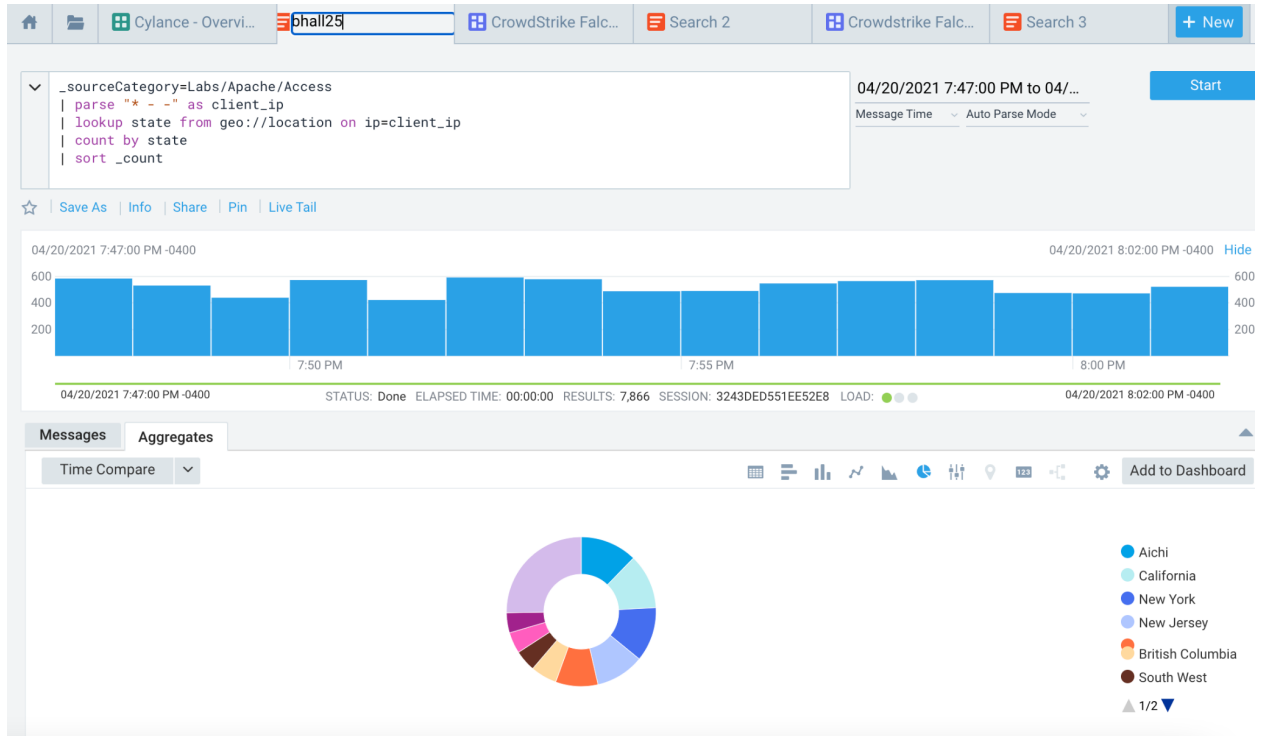 Cylance - Overvi...
bhall25
CrowdStrike Falc...
Search 2
Crowdstrike Falc...
Search 3
+ New
_sourceCategory=Labs/Apache/Access
| parse "* - -" as client_ip
| lookup state from geo://location on ip=client_ip
| count by state
| sort _count
04/20/2021 7:47:00 PM to 04/...
Start
Message Time
Auto Parse Mode
Save As | Info | Share | Pin | Live Tail
04/20/2021 7:47:00 PM -0400
04/20/2021 8:02:00 PM -0400 Hide
600
400
200
600
400
200
7:50 PM
7:55 PM
8:00 PM
04/20/2021 7:47:00 PM -0400
STATUS: Done ELAPSED TIME: 00:00:00 RESULTS: 7,866 SESSION: 3243DED551EE52E8 LOAD:
04/20/2021 8:02:00 PM -0400
Messages
Aggregates
Time Compare
123
Add to Dashboard
Aichi
California
New York
New Jersey
British Columbia
South West
1/2